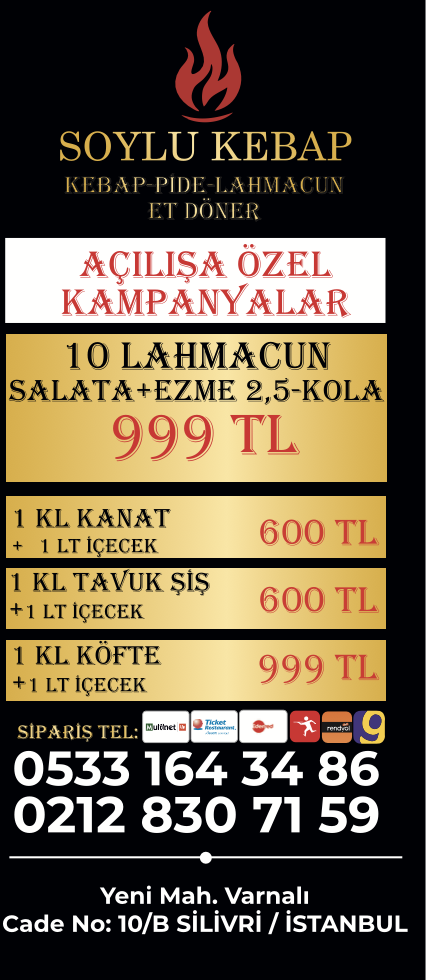 SOYLU KEBAP
KEBAP-PİDE-LAHMACUN
ET DÖNER
AÇILIŞA ÖZEL
KAMPANYALAR
10 LAHMACUN
SALATA+EZME 2,5-KOLA
999 TL
1 KL KANAT
+ 1 LT İÇECEK
600 TL
1 KL TAVUK ŞİŞ
+1 LT İÇECEK
600 TL
1 KL KÖFTE
+1 LT İÇECEK
999 TL
SİPARİŞ TEL:
Multinet
Ticket
Restaurant
0533 164 34 86
0212 830 71 59
Yeni Mah. Varnalı
Cade No: 10/B SİLİVRİ / İSTANBUL